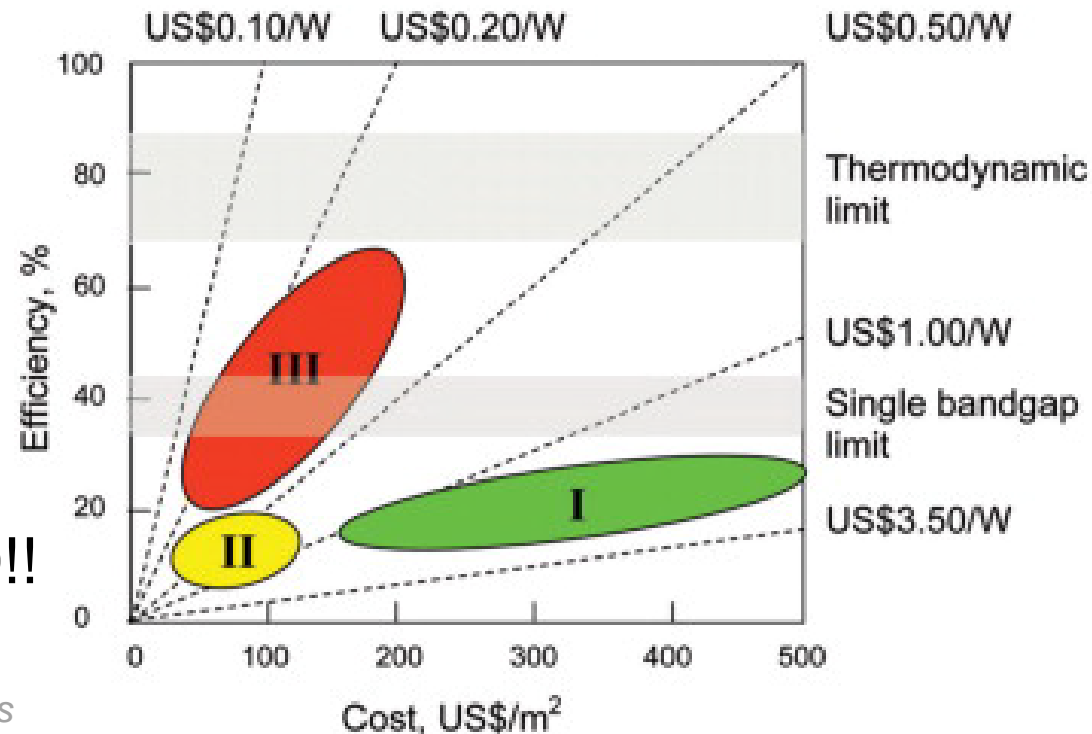 US$0.10/W US$0.20/W US$0.50/W
100
80
60
40
20
0
Efficiency, %
III
II
I
Thermodynamic
limit
US$1.00/W
Single bandgap
limit
US$3.50/W
!!
0 100 200 300 400 500
Cost, US$/m²
s